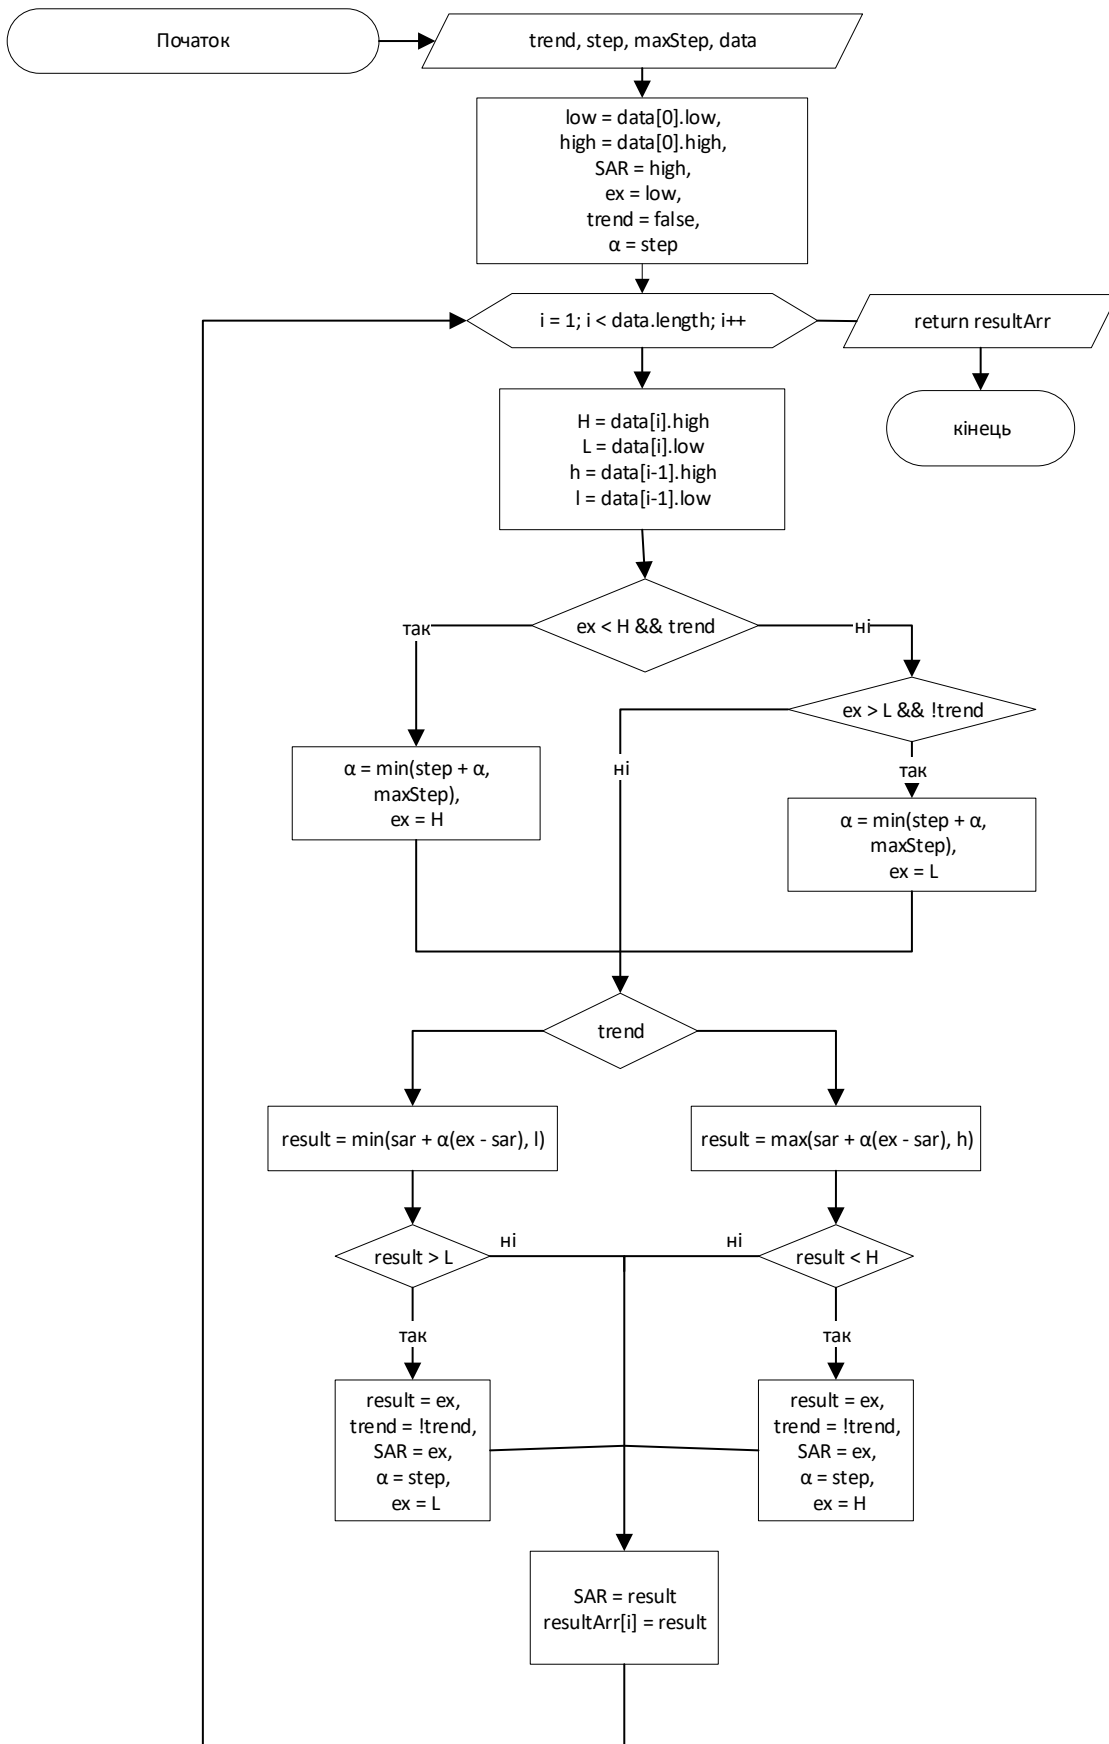 Початок
trend, step, maxStep, data
low = data[0].low,
high = data[0].high,
SAR = high,
ex = low,
trend = false,
α = step
i = 1; i < data.length; i++
return resultArr
кінець
H = data[i].high
L = data[i].low
h = data[i-1].high
l = data[i-1].low
ex < H && trend
так
ні
ex > L && !trend
ні
так
α = min(step + α,
maxStep),
ex = H
α = min(step + α,
maxStep),
ex = L
trend
result = min(sar + α(ex - sar), l)
result = max(sar + α(ex - sar), h)
result > L
ні
ні
result < H
так
так
result = ex,
trend = !trend,
SAR = ex,
α = step,
ex = L
result = ex,
trend = !trend,
SAR = ex,
α = step,
ex = H
SAR = result
resultArr[i] = result